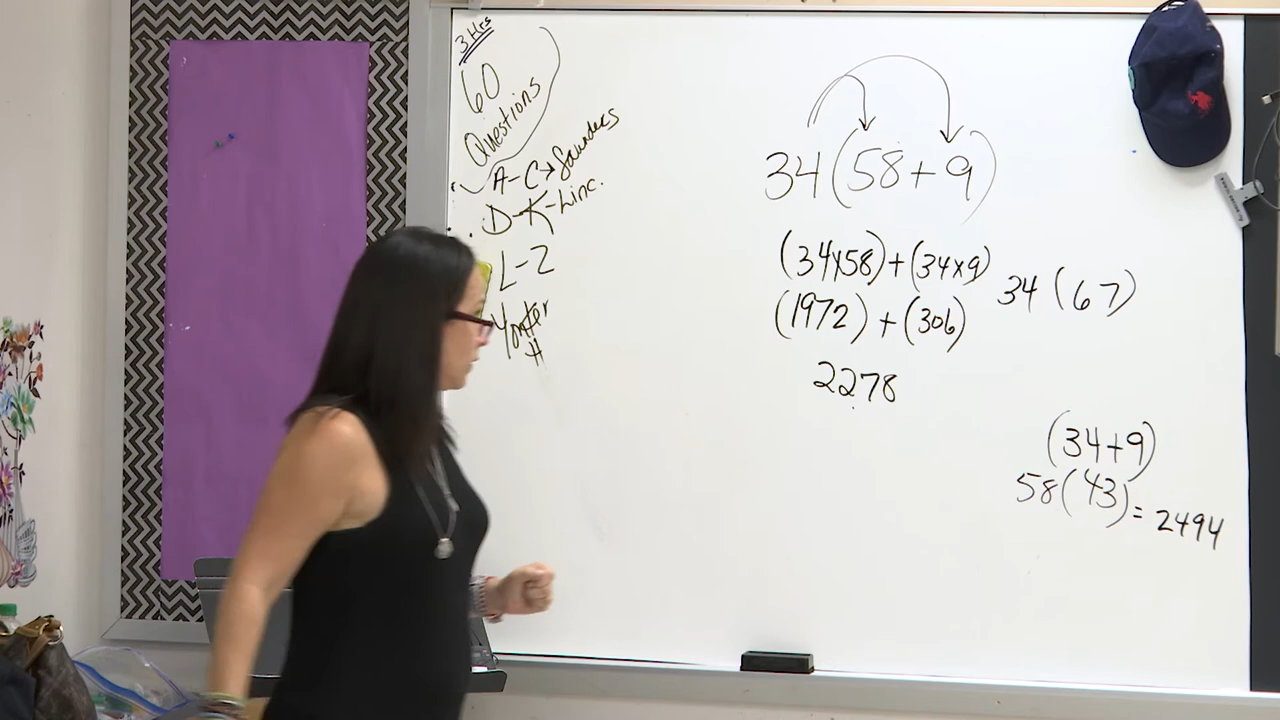 3 Hrs
60
Questions
A-C→Saunders
D-K-Linc.
L-Z
#
34(58+9)
(34x58)+(34x9)
34(67)
(1972)+(306)
2278
(34+9)
58(43)=2494